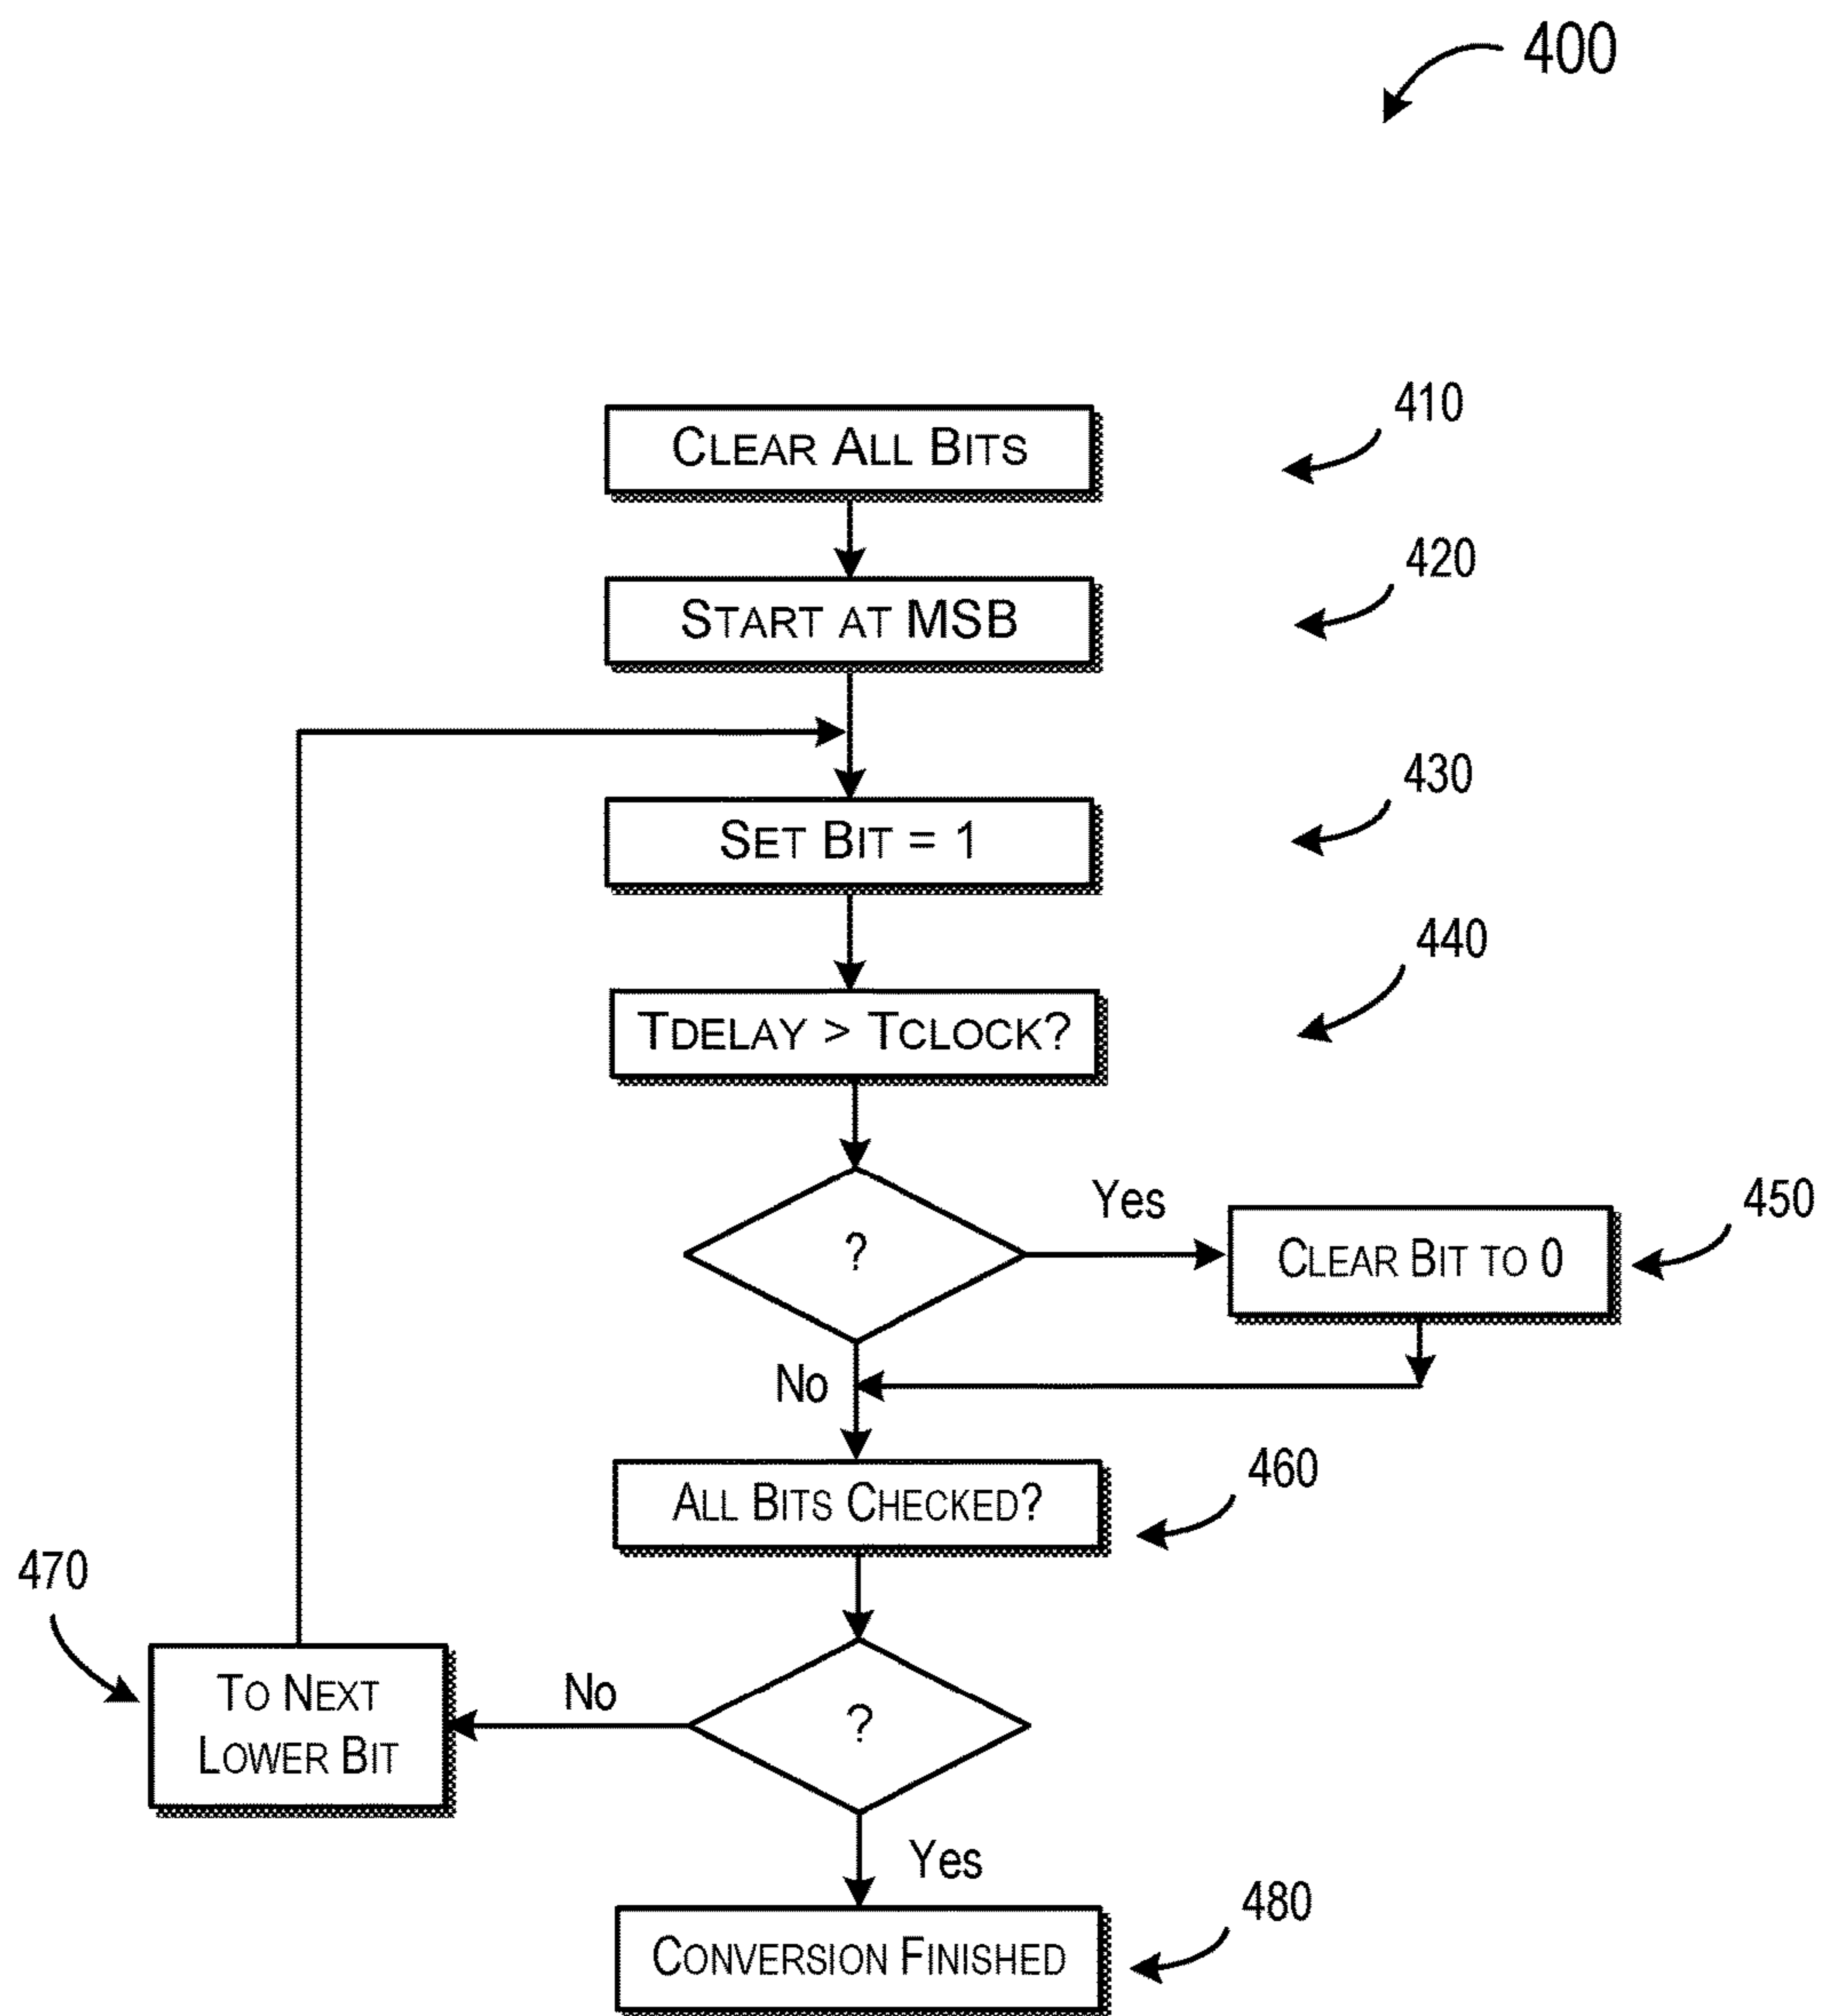 400
410
CLEAR ALL BITS
420
START AT MSB
430
SET BIT = 1
440
TDELAY > TCLOCK?
Yes
450
?
CLEAR BIT TO 0
No
460
ALL BITS CHECKED?
470
No
?
TO NEXT
LOWER BIT
Yes
480
CONVERSION FINISHED